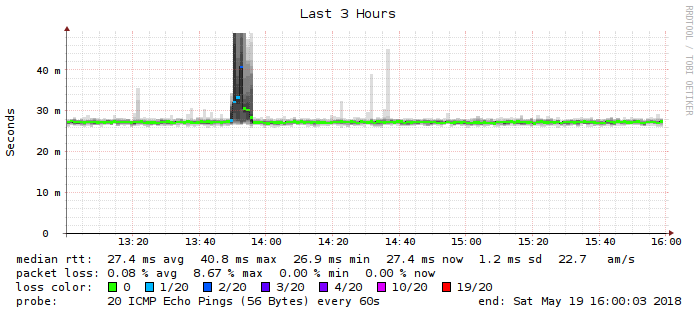 Last 3 Hours
RRDTOOL / TOBI OETIKER
Seconds
40 m
30 m
20 m
10 m
0
13:20 13:40 14:00 14:20 14:40 15:00 15:20 15:40 16:00
median rtt: 27.4 ms avg 40.8 ms max 26.9 ms min 27.4 ms now 1.2 ms sd 22.7 am/s
packet loss: 0.08 % avg 8.67 % max 0.00 % min 0.00 % now
loss color: 0 1/20 2/20 3/20 4/20 10/20 19/20
probe: 20 ICMP Echo Pings (56 Bytes) every 60s end: Sat May 19 16:00:03 2018